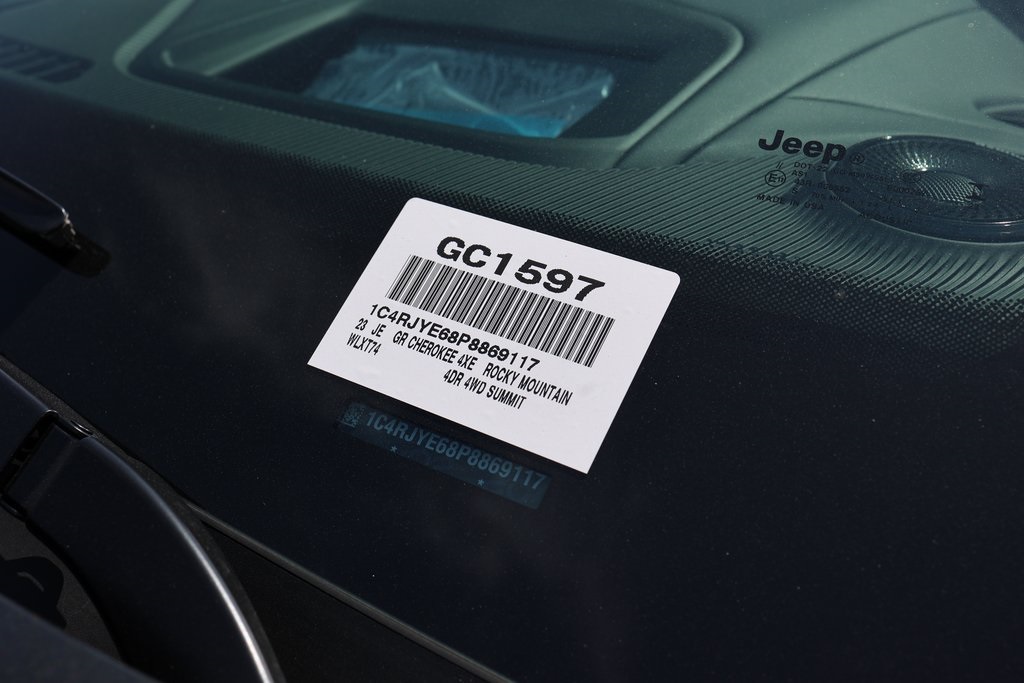 Jeep®
MADE IN USA
GC1597
1C4RJYE68P8869117
23 JE GR CHEROKEE 4XE ROCKY MOUNTAIN
WLXT74 4DR 4WD SUMMIT
1C4RJYE68P8869117